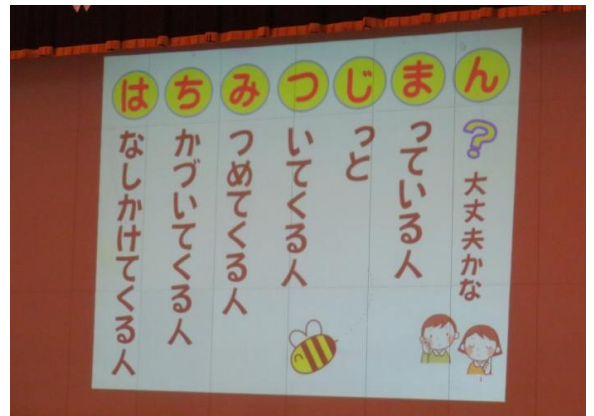 はなしかけてくる人
ちかづいてくる人
みつめてくる人
ついてくる人
じっと
まっている人
ん？大丈夫かな